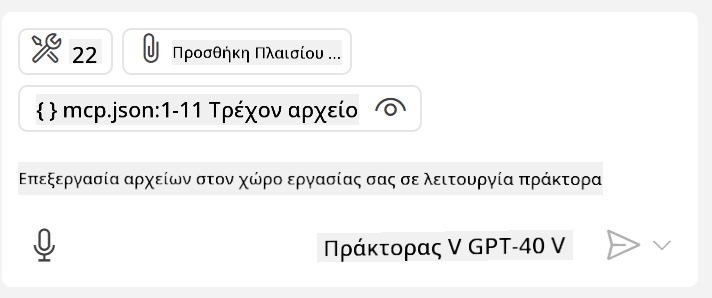 22 Προσθήκη Πλαισίου ...
{} mcp.json:1-11 Τρέχον αρχείο
Επεξεργασία αρχείων στον χώρο εργασίας σας σε λειτουργία πράκτορα
Πράκτορας V GPT-40 V